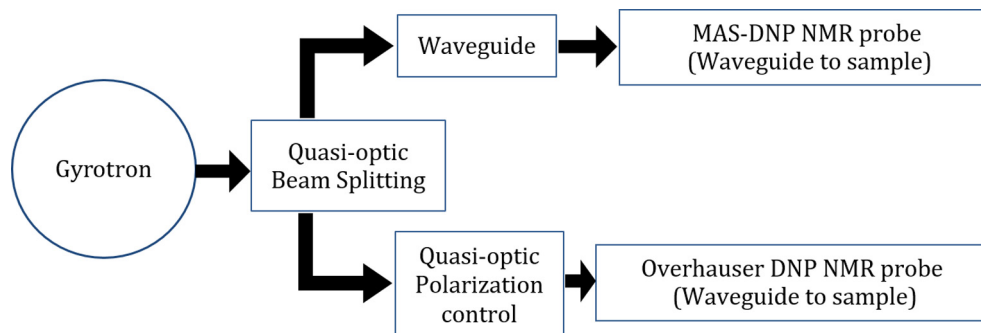 Gyrotron
Quasi-optic
Beam Splitting
Waveguide
MAS-DNP NMR probe
(Waveguide to sample)
Quasi-optic
Polarization
control
Overhauser DNP NMR probe
(Waveguide to sample)